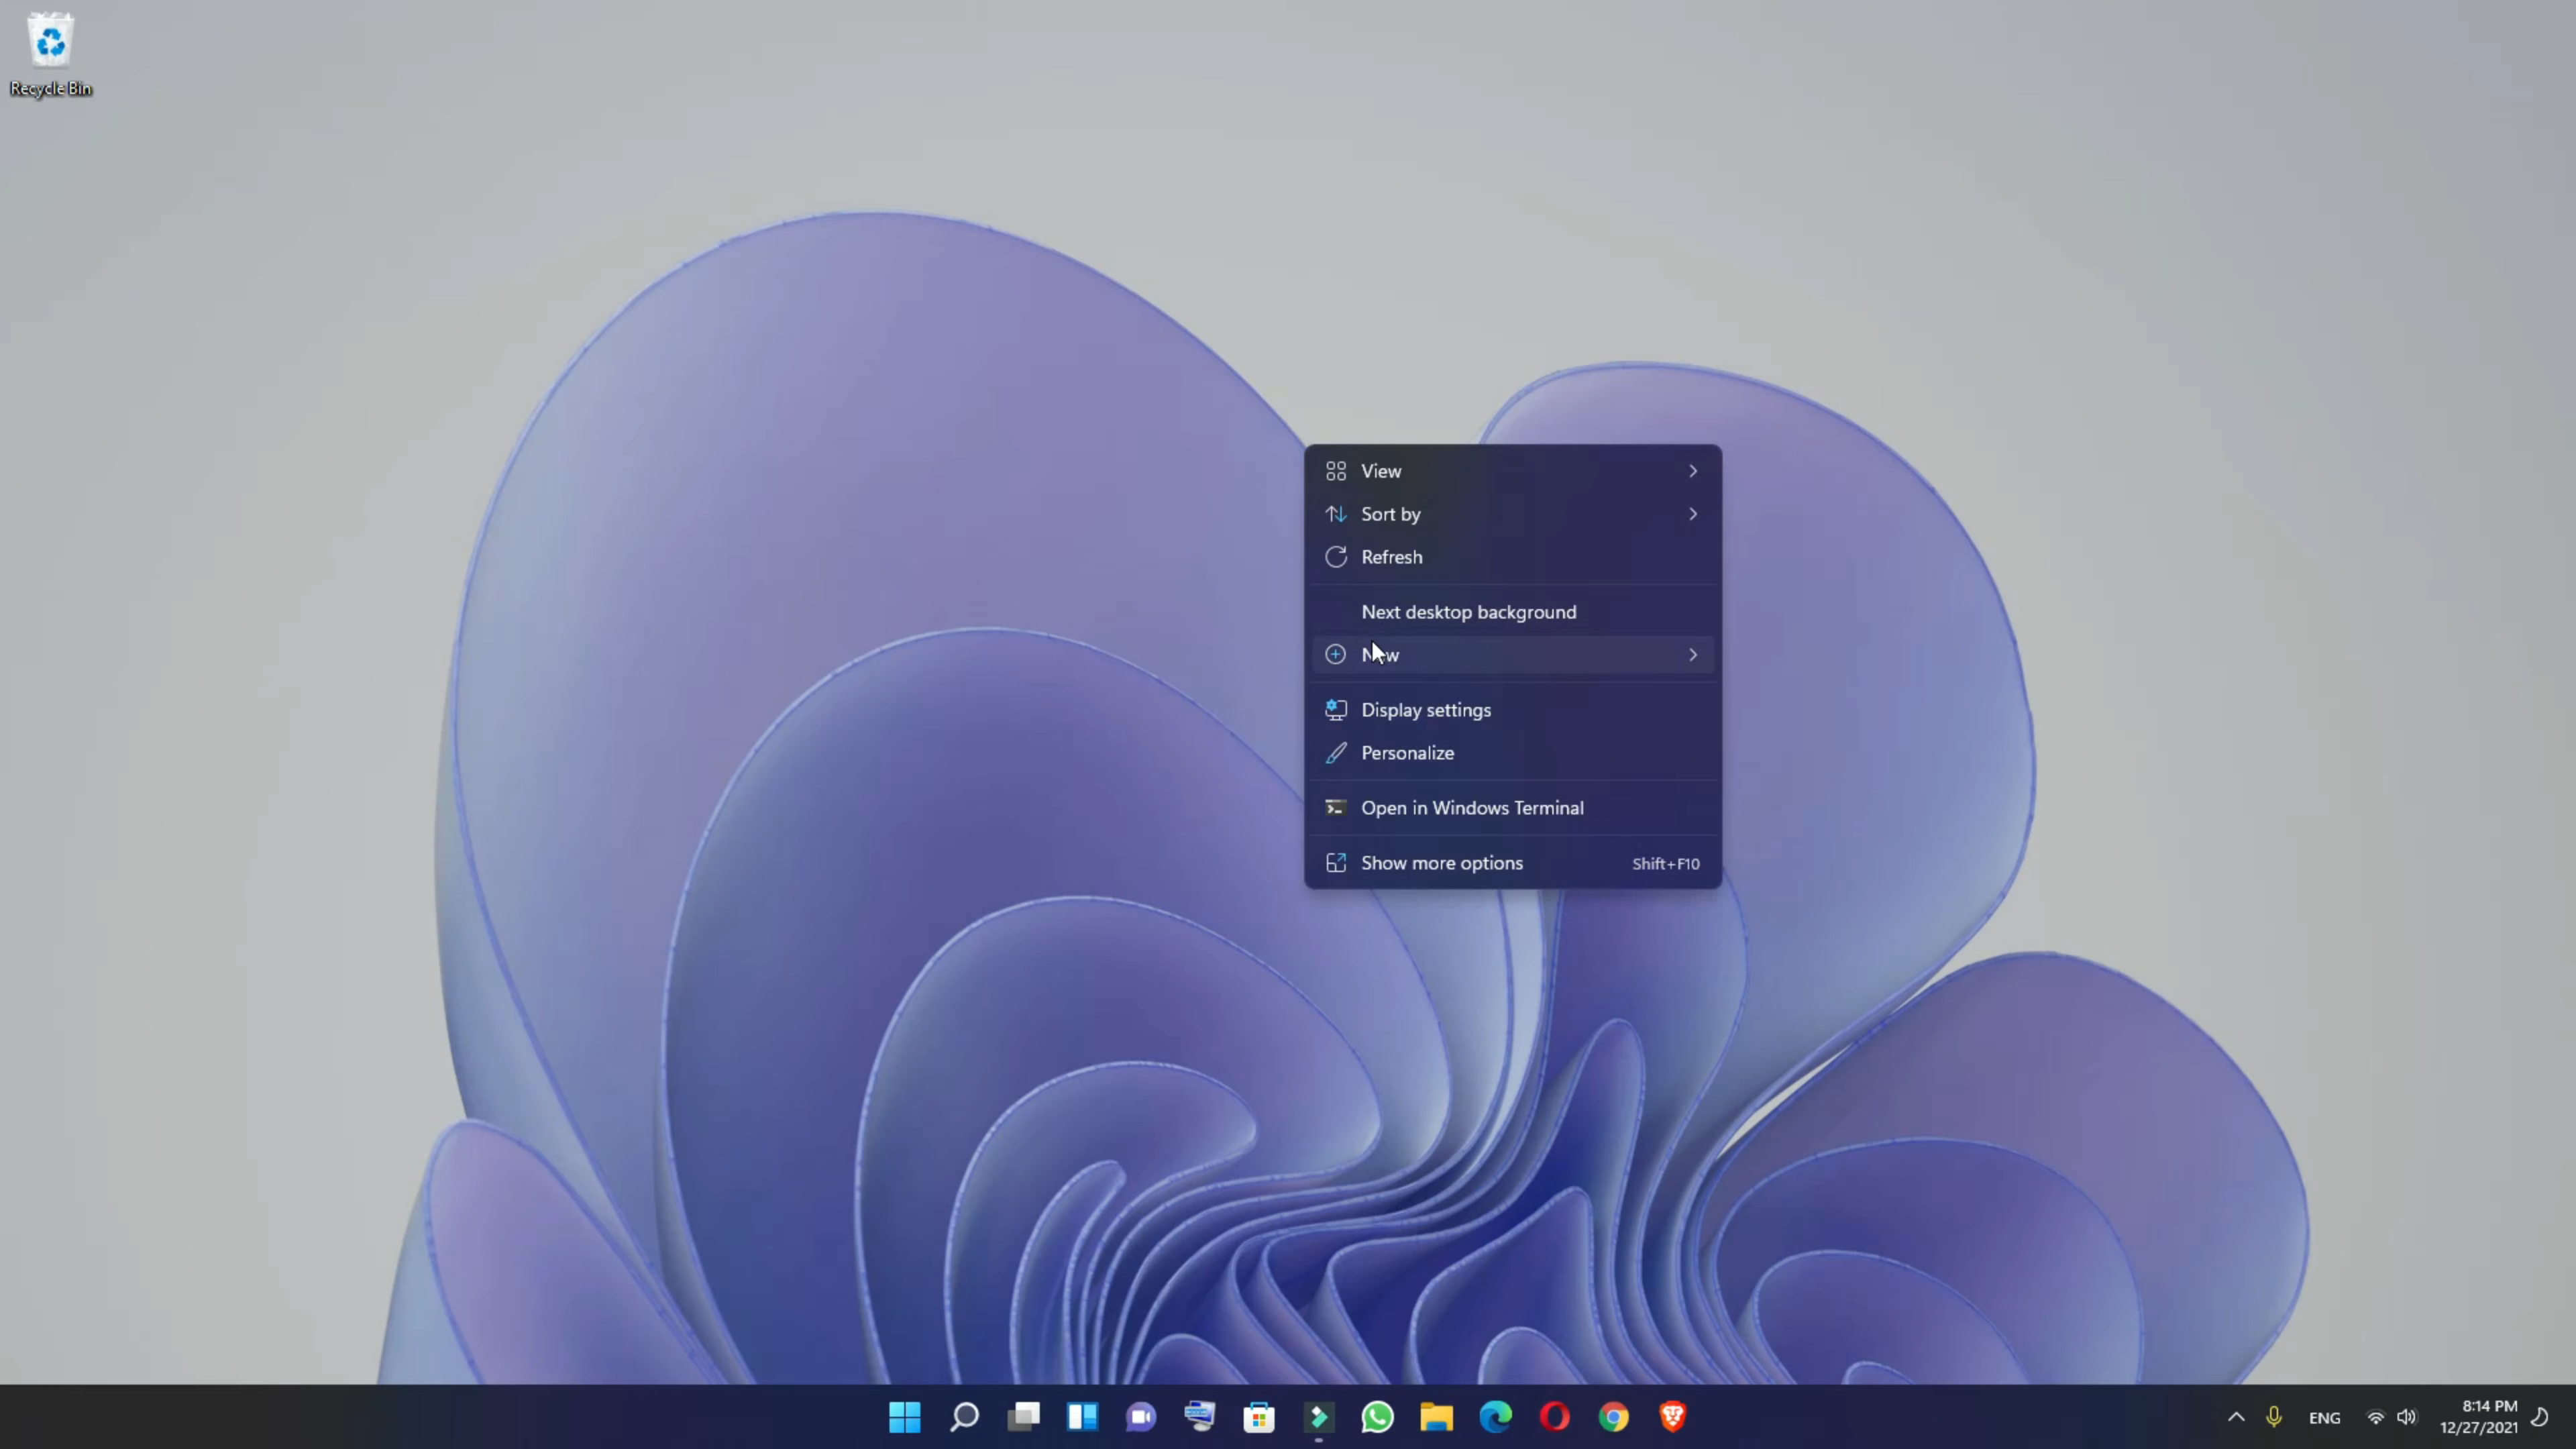 Recycle Bin
View
Sort by
Refresh
Next desktop background
New
Display settings
Personalize
Open in Windows Terminal
Show more options Shift+F10
ENG
8:14 PM
12/27/2021